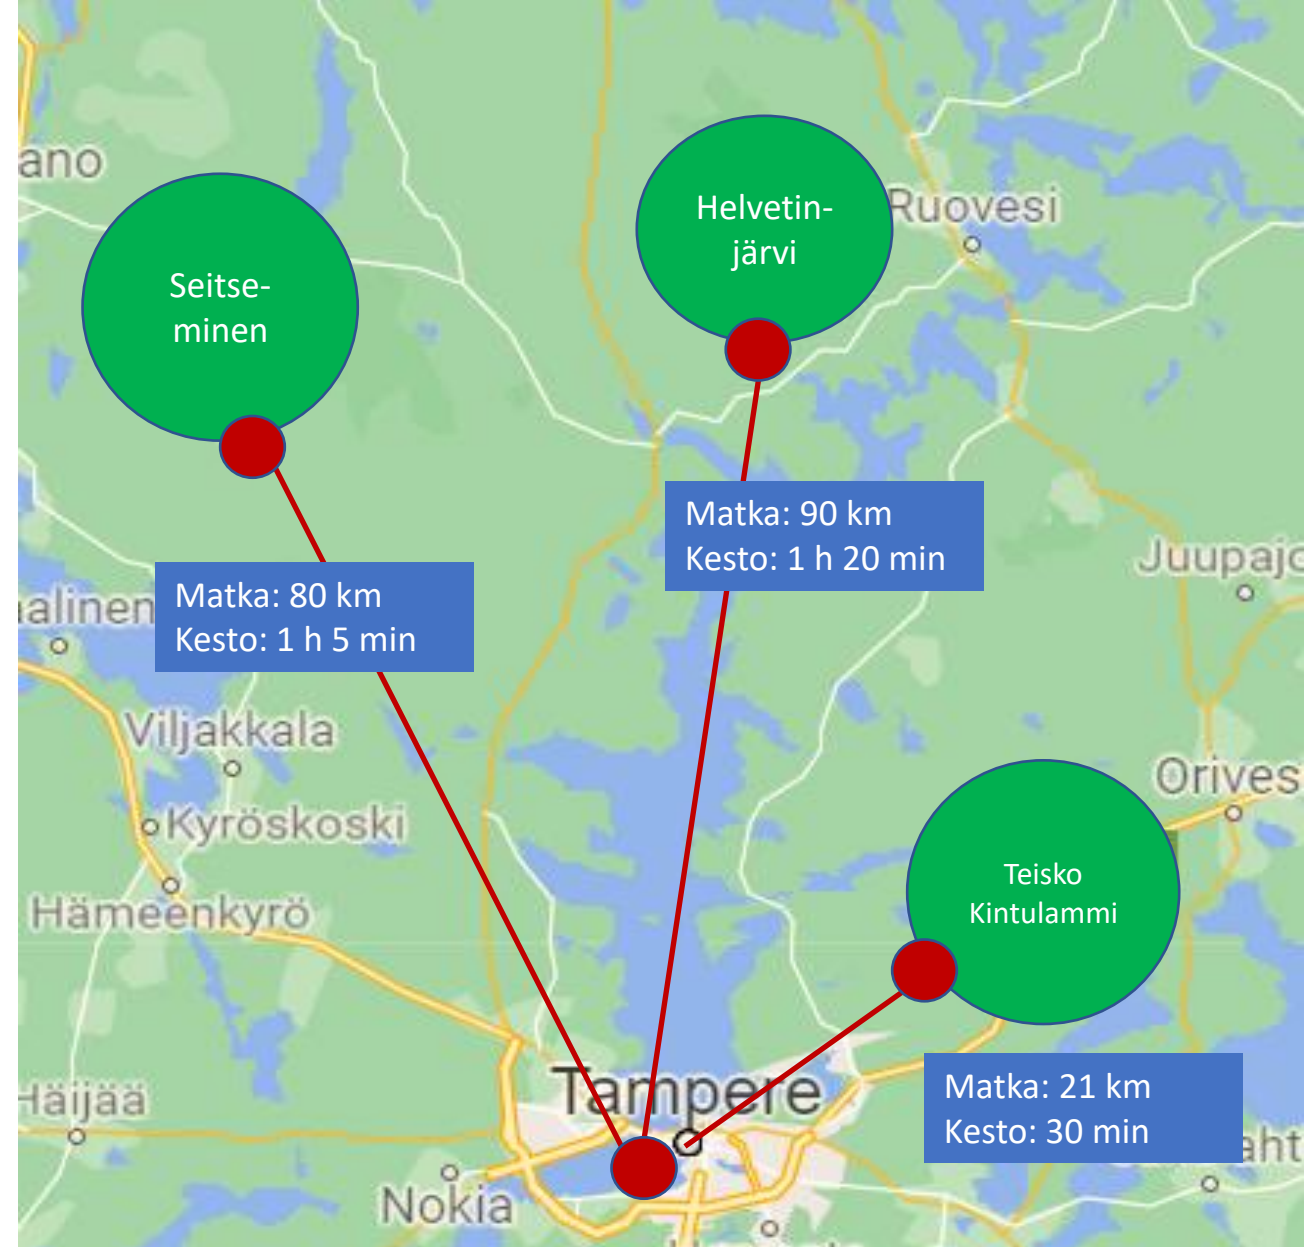 ano
Seitse-
minen
Helvetin-
järvi
Ruovesi
Matka: 90 km
Kesto: 1 h 20 min
Juupajo
alinen
Matka: 80 km
Kesto: 1 h 5 min
Viljakkala
Kyröskoski
Hämeenkyrö
Orives
Teisko
Kintulammi
Tampere
Matka: 21 km
Kesto: 30 min
Häijää
Nokia
aht